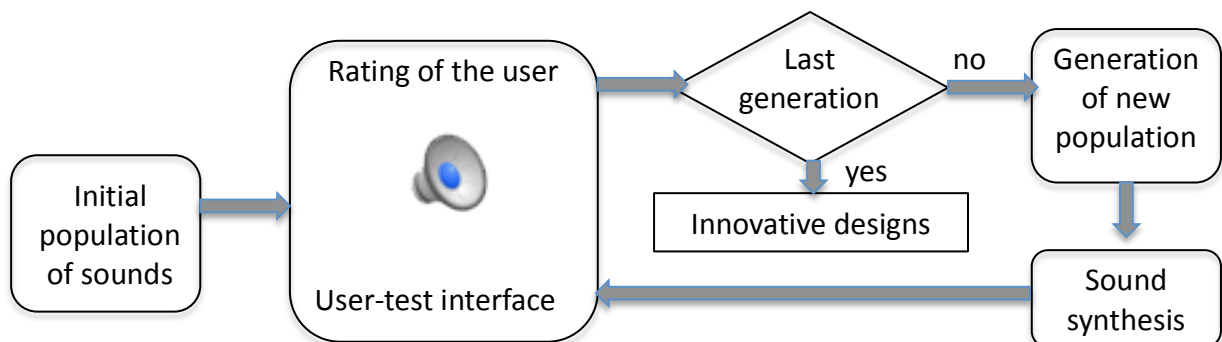 Initial
population
of sounds
Rating of the user
User-test interface
Last
generation
no
yes
Innovative designs
Generation
of new
population
Sound
synthesis